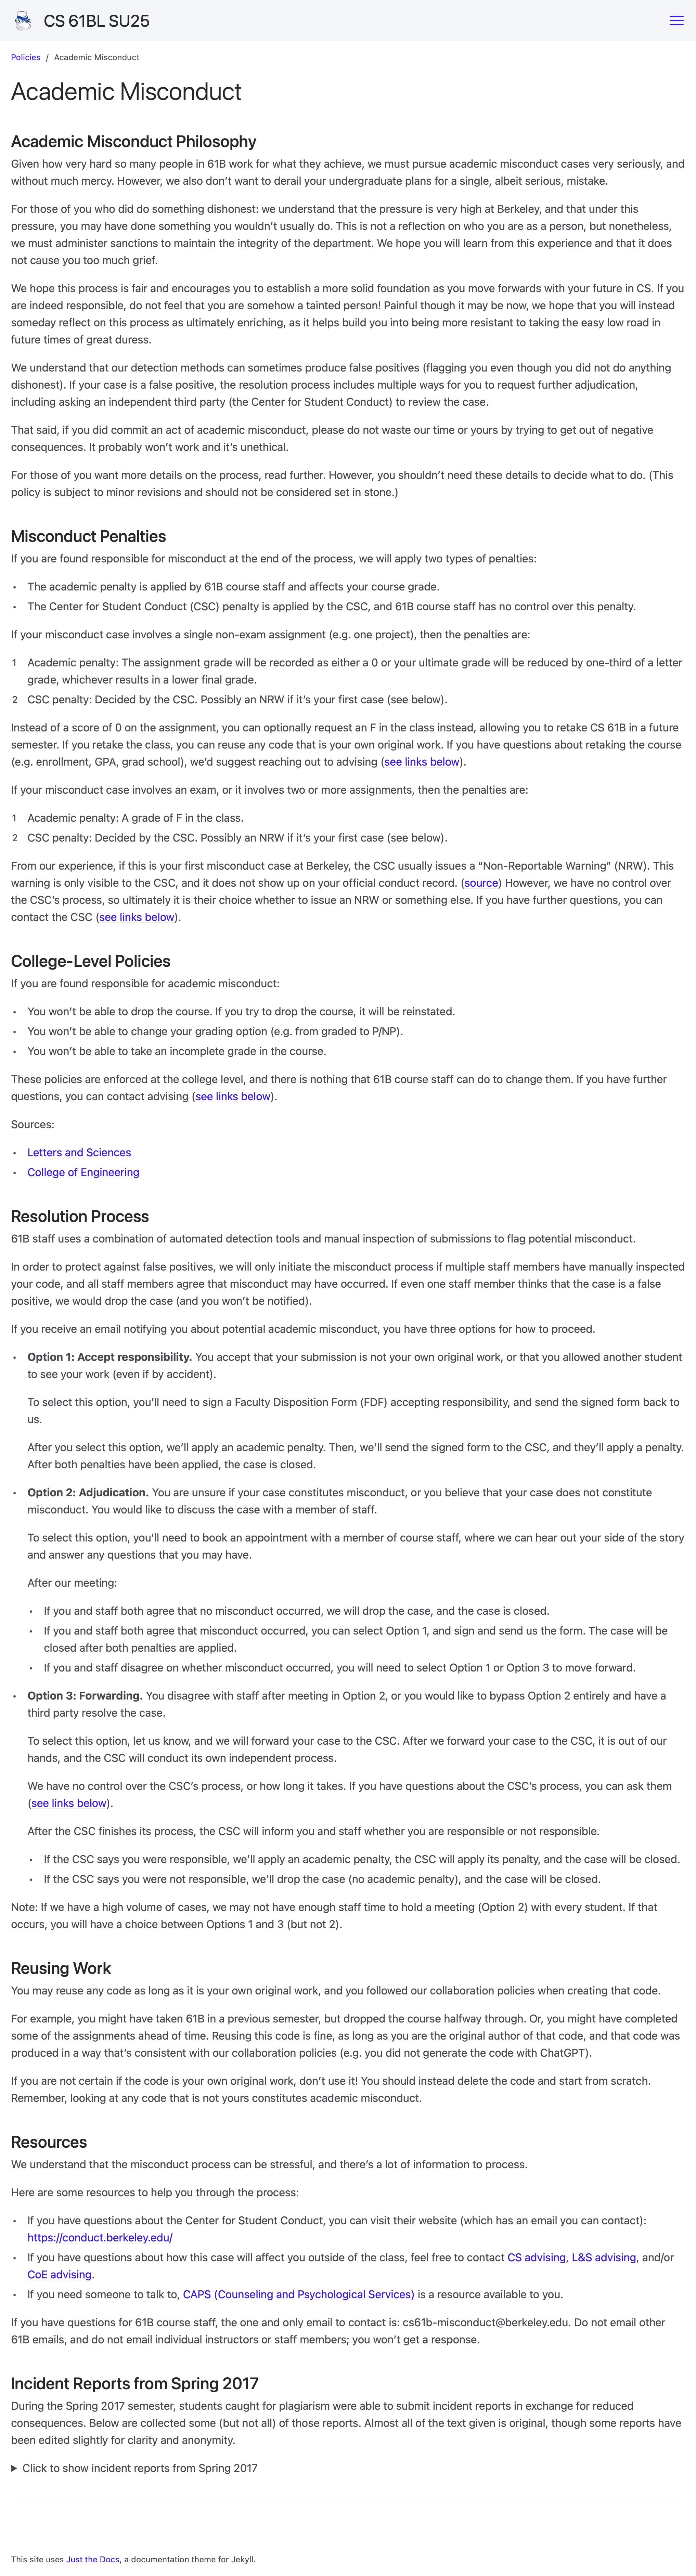 CS 61BL SU25
Policies / Academic Misconduct
Academic Misconduct
Academic Misconduct Philosophy
Given how very hard so many people in 61B work for what they achieve, we must pursue academic misconduct cases very seriously, and
without much mercy. However, we also don't want to derail your undergraduate plans for a single, albeit serious, mistake.
For those of you who did do something dishonest: we understand that the pressure is very high at Berkeley, and that under this
pressure, you may have done something you wouldn't usually do. This is not a reflection on who you are as a person, but nonetheless,
we must administer sanctions to maintain the integrity of the department. We hope you will learn from this experience and that it does
not cause you too much grief.
We hope this process is fair and encourages you to establish a more solid foundation as you move forwards with your future in CS. If you
are indeed responsible, do not feel that you are somehow a tainted person! Painful though it may be now, we hope that you will instead
someday reflect on this process as ultimately enriching, as it helps build you into being more resistant to taking the easy low road in
future times of great duress.
We understand that our detection methods can sometimes produce false positives (flagging you even though you did not do anything
dishonest). If your case is a false positive, the resolution process includes multiple ways for you to request further adjudication,
including asking an independent third party (the Center for Student Conduct) to review the case.
That said, if you did commit an act of academic misconduct, please do not waste our time or yours by trying to get out of negative
consequences. It probably won't work and it's unethical.
For those of you want more details on the process, read further. However, you shouldn't need these details to decide what to do. (This
policy is subject to minor revisions and should not be considered set in stone.)
Misconduct Penalties
If you are found responsible for misconduct at the end of the process, we will apply two types of penalties:
• The academic penalty is applied by 61B course staff and affects your course grade.
• The Center for Student Conduct (CSC) penalty is applied by the CSC, and 61B course staff has no control over this penalty.
If your misconduct case involves a single non-exam assignment (e.g. one project), then the penalties are:
1 Academic penalty: The assignment grade will be recorded as either a 0 or your ultimate grade will be reduced by one-third of a letter
grade, whichever results in a lower final grade.
2 CSC penalty: Decided by the CSC. Possibly an NRW if it's your first case (see below).
Instead of a score of 0 on the assignment, you can optionally request an F in the class instead, allowing you to retake CS 61B in a future
semester. If you retake the class, you can reuse any code that is your own original work. If you have questions about retaking the course
(e.g. enrollment, GPA, grad school), we'd suggest reaching out to advising (see links below).
If your misconduct case involves an exam, or it involves two or more assignments, then the penalties are:
1 Academic penalty: A grade of F in the class.
2 CSC penalty: Decided by the CSC. Possibly an NRW if it's your first case (see below).
From our experience, if this is your first misconduct case at Berkeley, the CSC usually issues a “Non-Reportable Warning” (NRW). This
warning is only visible to the CSC, and it does not show up on your official conduct record. (source) However, we have no control over
the CSC's process, so ultimately it is their choice whether to issue an NRW or something else. If you have further questions, you can
contact the CSC (see links below).
College-Level Policies
If you are found responsible for academic misconduct:
• You won't be able to drop the course. If you try to drop the course, it will be reinstated.
• You won't be able to change your grading option (e.g. from graded to P/NP).
• You won't be able to take an incomplete grade in the course.
These policies are enforced at the college level, and there is nothing that 61B course staff can do to change them. If you have further
questions, you can contact advising (see links below).
Sources:
• Letters and Sciences
• College of Engineering
Resolution Process
61B staff uses a combination of automated detection tools and manual inspection of submissions to flag potential misconduct.
In order to protect against false positives, we will only initiate the misconduct process if multiple staff members have manually inspected
your code, and all staff members agree that misconduct may have occurred. If even one staff member thinks that the case is a false
positive, we would drop the case (and you won't be notified).
If you receive an email notifying you about potential academic misconduct, you have three options for how to proceed.
• Option 1: Accept responsibility. You accept that your submission is not your own original work, or that you allowed another student
to see your work (even if by accident).
To select this option, you'll need to sign a Faculty Disposition Form (FDF) accepting responsibility, and send the signed form back to
us.
After you select this option, we'll apply an academic penalty. Then, we'll send the signed form to the CSC, and they'll apply a penalty.
After both penalties have been applied, the case is closed.
• Option 2: Adjudication. You are unsure if your case constitutes misconduct, or you believe that your case does not constitute
misconduct. You would like to discuss the case with a member of staff.
To select this option, you'll need to book an appointment with a member of course staff, where we can hear out your side of the story
and answer any questions that you may have.
After our meeting:
• If you and staff both agree that no misconduct occurred, we will drop the case, and the case is closed.
• If you and staff both agree that misconduct occurred, you can select Option 1, and sign and send us the form. The case will be
closed after both penalties are applied.
• If you and staff disagree on whether misconduct occurred, you will need to select Option 1 or Option 3 to move forward.
• Option 3: Forwarding. You disagree with staff after meeting in Option 2, or you would like to bypass Option 2 entirely and have a
third party resolve the case.
To select this option, let us know, and we will forward your case to the CSC. After we forward your case to the CSC, it is out of our
hands, and the CSC will conduct its own independent process.
We have no control over the CSC's process, or how long it takes. If you have questions about the CSC's process, you can ask them
(see links below).
After the CSC finishes its process, the CSC will inform you and staff whether you are responsible or not responsible.
• If the CSC says you were responsible, we'll apply an academic penalty, the CSC will apply its penalty, and the case will be closed.
• If the CSC says you were not responsible, we'll drop the case (no academic penalty), and the case will be closed.
Note: If we have a high volume of cases, we may not have enough staff time to hold a meeting (Option 2) with every student. If that
occurs, you will have a choice between Options 1 and 3 (but not 2).
Reusing Work
You may reuse any code as long as it is your own original work, and you followed our collaboration policies when creating that code.
For example, you might have taken 61B in a previous semester, but dropped the course halfway through. Or, you might have completed
some of the assignments ahead of time. Reusing this code is fine, as long as you are the original author of that code, and that code was
produced in a way that's consistent with our collaboration policies (e.g. you did not generate the code with ChatGPT).
If you are not certain if the code is your own original work, don't use it! You should instead delete the code and start from scratch.
Remember, looking at any code that is not yours constitutes academic misconduct.
Resources
We understand that the misconduct process can be stressful, and there's a lot of information to process.
Here are some resources to help you through the process:
• If you have questions about the Center for Student Conduct, you can visit their website (which has an email you can contact):
https://conduct.berkeley.edu/
• If you have questions about how this case will affect you outside of the class, feel free to contact CS advising, L&S advising, and/or
CoE advising.
• If you need someone to talk to, CAPS (Counseling and Psychological Services) is a resource available to you.
If you have questions for 61B course staff, the one and only email to contact is: cs61b-misconduct@berkeley.edu. Do not email other
61B emails, and do not email individual instructors or staff members; you won't get a response.
Incident Reports from Spring 2017
During the Spring 2017 semester, students caught for plagiarism were able to submit incident reports in exchange for reduced
consequences. Below are collected some (but not all) of those reports. Almost all of the text given is original, though some reports have
been edited slightly for clarity and anonymity.
▶ Click to show incident reports from Spring 2017
This site uses Just the Docs, a documentation theme for Jekyll.